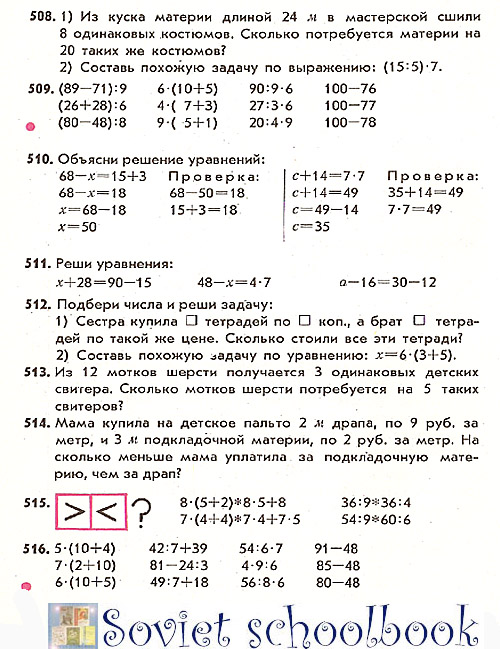 508. 1) Из куска материи длиной 24 м в мастерской сшили
8 одинаковых костюмов. Сколько потребуется материи на
20 таких же костюмов?
2) Составь похожую задачу по выражению: (15:5)·7.
509. (89—71):9 6·(10+5) 90:9·6 100—76
(26+28):6 4·( 7+3) 27:3·6 100—77
(80—48):8 9·( 5+1) 20:4·9 100—78
510. Объясни решение уравнений:
68—x=15+3 Проверка: c+14=7·7 Проверка:
68—x=18 68—50=18 c+14=49 35+14=49
x=68—18 15+3=18 c=49—14 7·7=49
x=50 c=35
511. Реши уравнения:
x+28=90—15 48—x=4·7 a—16=30—12
512. Подбери числа и реши задачу:
1) Сестра купила □ тетрадей по □ коп., а брат □ тетра-
дей по такой же цене. Сколько стоили все эти тетради?
2) Составь похожую задачу по уравнению: x=6·(3+5).
513. Из 12 мотков шерсти получается 3 одинаковых детских
свитера. Сколько мотков шерсти потребуется на 5 таких
свитеров?
514. Мама купила на детское пальто 2 м драпа, по 9 руб. за
метр, и 3 м подкладочной материи, по 2 руб. за метр. На
сколько меньше мама уплатила за подкладочную мате-
рию, чем за драп?
515. > < ? 8·(5+2)*8·5+8 36:9*36:4
7·(4+4)*7·4+7·5 54:9*60:6
516. 5·(10+4) 42:7+39 54:6·7 91—48
7·(2+10) 81—24:3 4·9:6 85—48
6·(10+5) 49:7+18 56:8·6 80—48
Soviet schoolbook